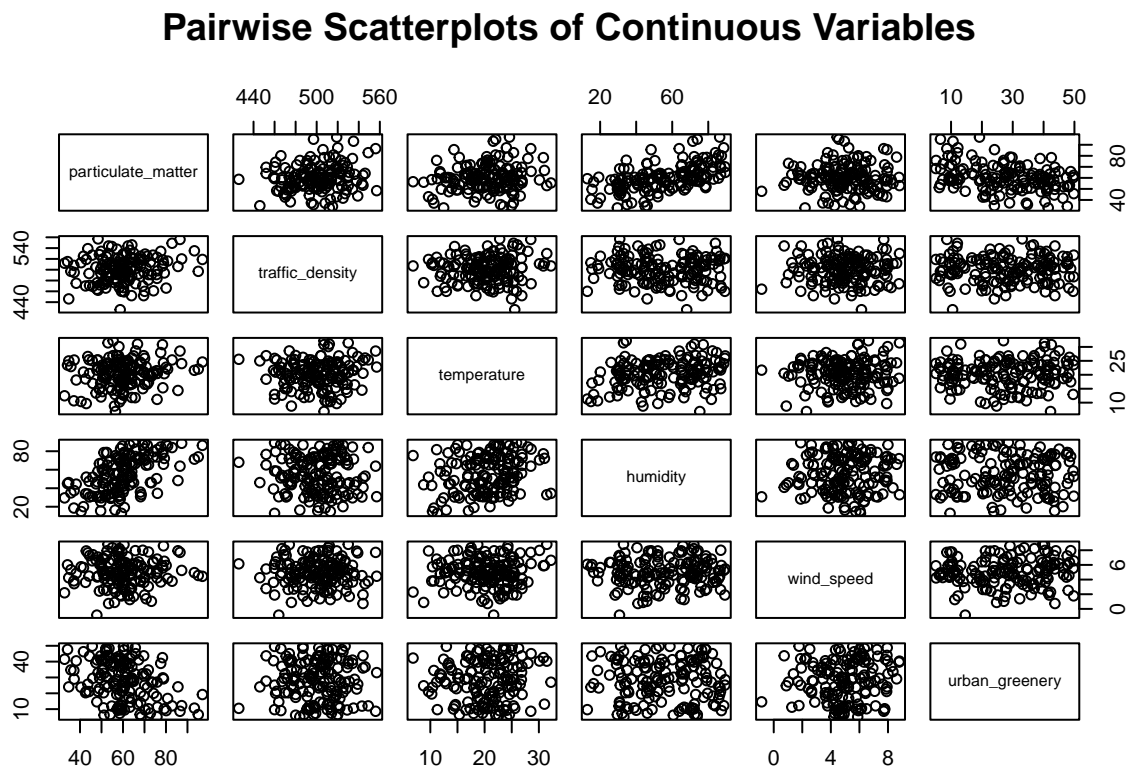 Pairwise Scatterplots of Continuous Variables
440 500 560 20 60 10 30 50
particulate_matter 40 80
440 540 traffic_density
temperature 10 25
20 80 humidity
wind_speed 0 6
10 40 urban_greenery
40 60 80 10 20 30 0 4 8